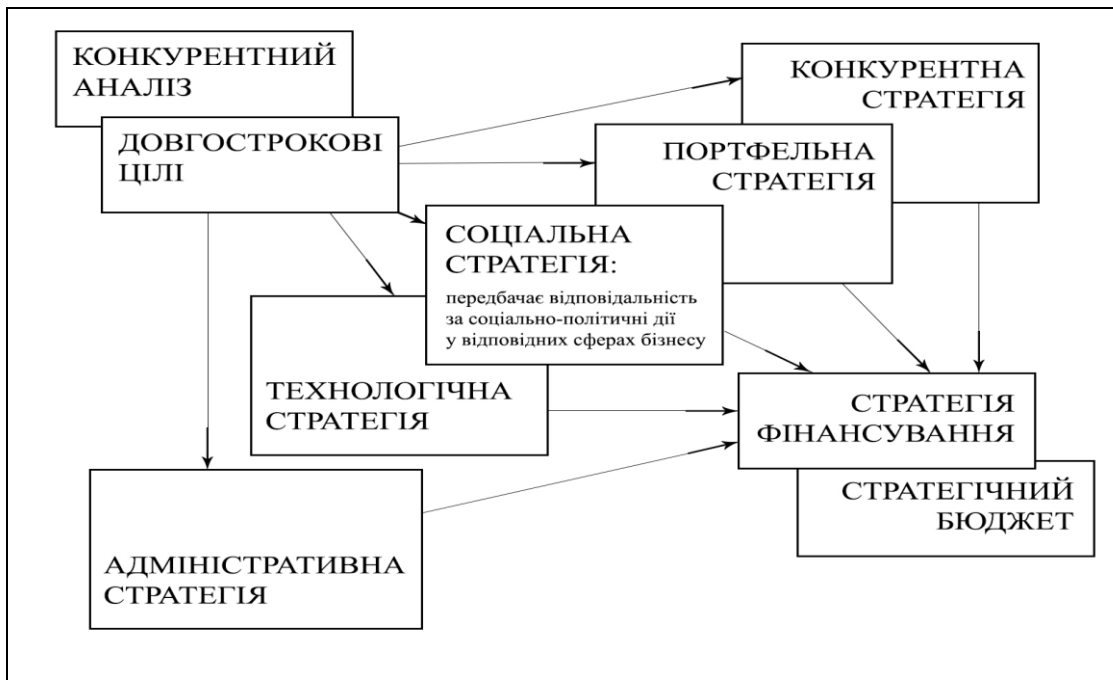 КОНКУРЕНТНИЙ
АНАЛІЗ
ДОВГОСТРОКОВІ
ЦІЛІ
КОНКУРЕНТНА
СТРАТЕГІЯ
ПОРТФЕЛЬНА
СТРАТЕГІЯ
СОЦІАЛЬНА
СТРАТЕГІЯ:
передбачає відповідальність
за соціально-політичні дії
у відповідних сферах бізнесу
ТЕХНОЛОГІЧНА
СТРАТЕГІЯ
СТРАТЕГІЯ
ФІНАНСУВАННЯ
СТРАТЕГІЧНИЙ
БЮДЖЕТ
АДМІНІСТРАТИВНА
СТРАТЕГІЯ